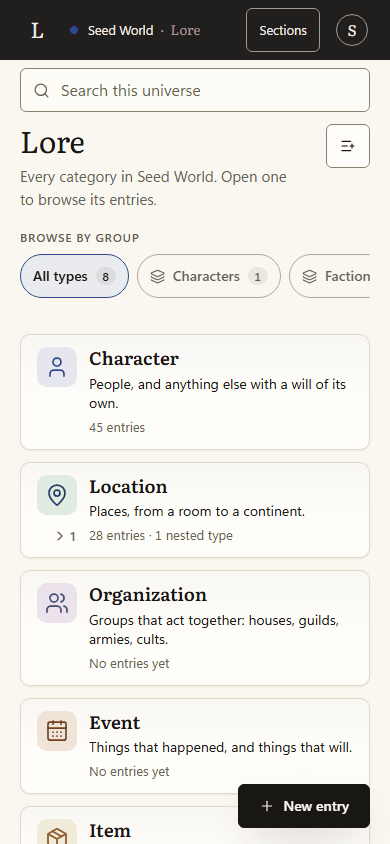 L
Seed World · Lore
Sections
S
Search this universe
Lore
Every category in Seed World. Open one
to browse its entries.
BROWSE BY GROUP
All types 8
Characters 1
Faction
Character
People, and anything else with a will of its
own.
45 entries
Location
Places, from a room to a continent.
1
28 entries · 1 nested type
Organization
Groups that act together: houses, guilds,
armies, cults.
No entries yet
Event
Things that happened, and things that will.
No entries yet
New entry
Item